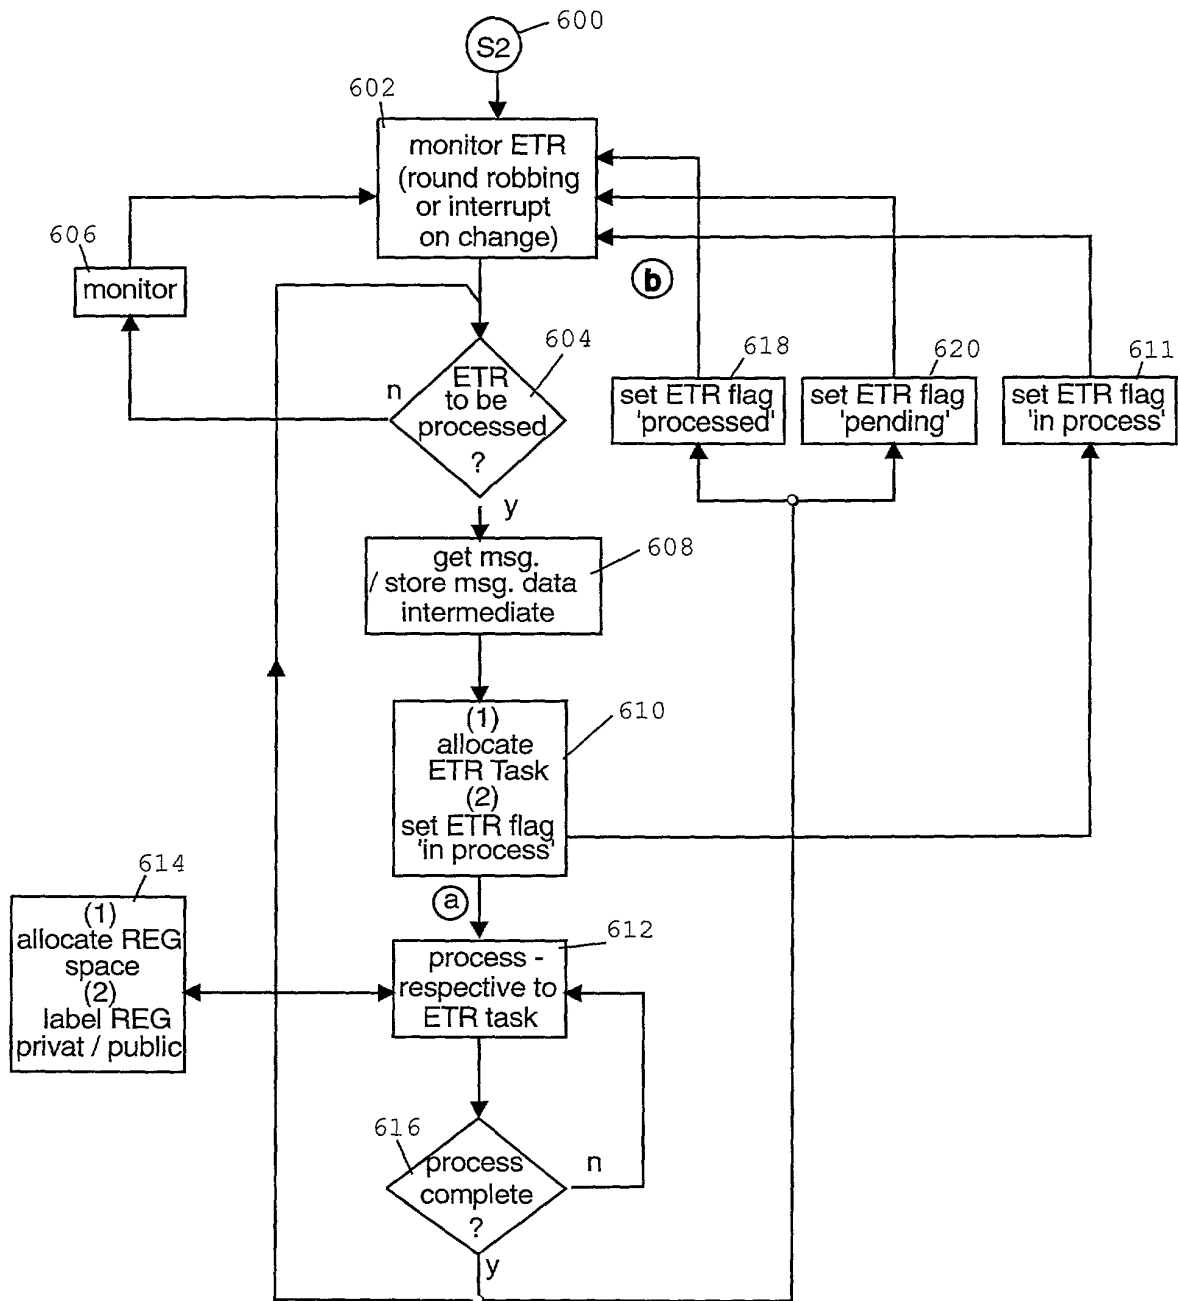 600
S2
602
monitor ETR
(round robbing
or interrupt
on change)
606
monitor
b
604
n
ETR
to be
processed
?
y
618
set ETR flag
'processed'
620
set ETR flag
'pending'
611
set ETR flag
'in process'
608
get msg.
/ store msg. data
intermediate
610
(1)
allocate
ETR Task
(2)
set ETR flag
'in process'
a
614
(1)
allocate REG
space
(2)
label REG
privat / public
612
process -
respective to
ETR task
616
process
complete
?
n
y